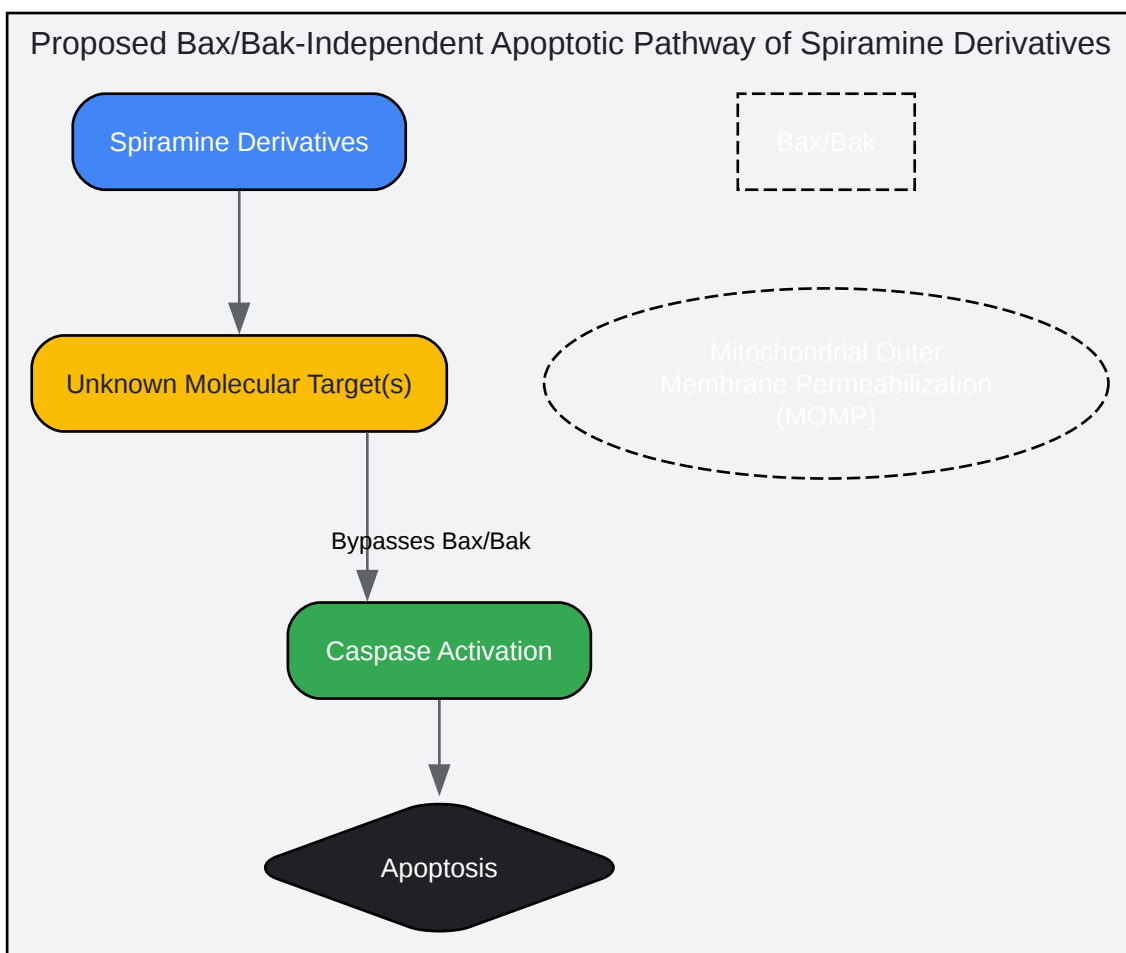 Proposed Bax/Bak-Independent Apoptotic Pathway of Spiramine Derivatives
Spiramine Derivatives
Bax/Bak
Unknown Molecular Target(s)
Mitochondrial Outer
Membrane Permeabilization
(MOMP)
Bypasses Bax/Bak
Caspase Activation
Apoptosis